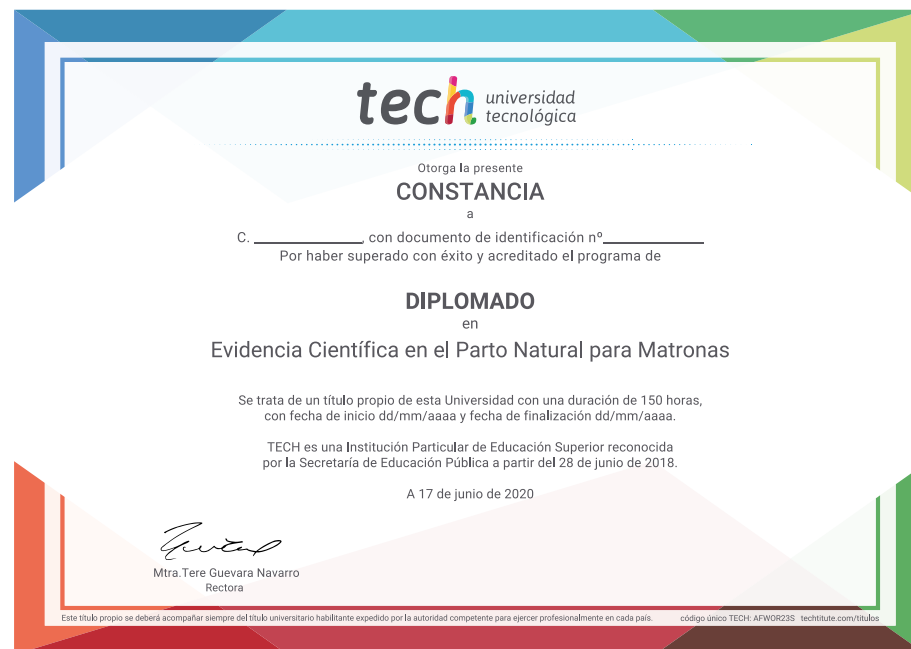 tech universidad
tecnológica
Otorga la presente
CONSTANCIA
a
C. ____________, con documento de identificación nº____________
Por haber superado con éxito y acreditado el programa de
DIPLOMADO
en
Evidencia Científica en el Parto Natural para Matronas
Se trata de un título propio de esta Universidad con una duración de 150 horas,
con fecha de inicio dd/mm/aaaa y fecha de finalización dd/mm/aaaa.
TECH es una Institución Particular de Educación Superior reconocida
por la Secretaría de Educación Pública a partir del 28 de junio de 2018.
A 17 de junio de 2020
Mtra.Tere Guevara Navarro
Rectora
Este título propio se deberá acompañar siempre del título universitario habilitante expedido por la autoridad competente para ejercer profesionalmente en cada país. código único TECH: AFWOR23S techtitute.com/titulos